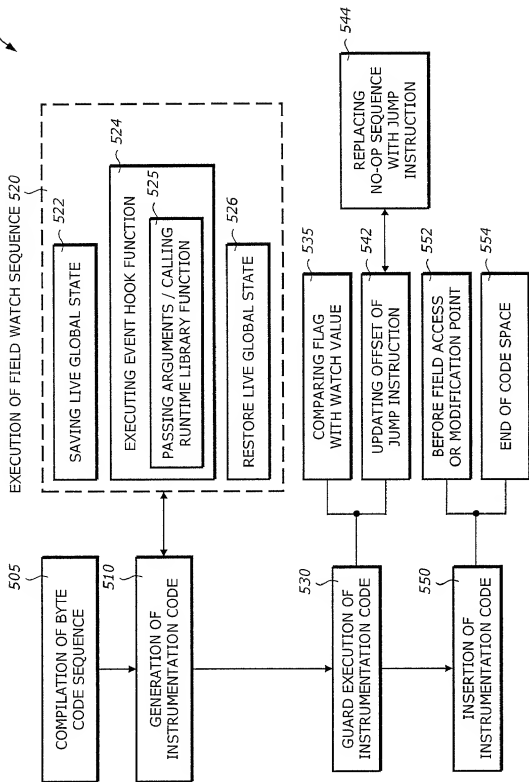 505
COMPILATION OF BYTE
CODE SEQUENCE
510
GENERATION OF
INSTRUMENTATION CODE
EXECUTION OF FIELD WATCH SEQUENCE 520
522
SAVING LIVE GLOBAL STATE
524
EXECUTING EVENT HOOK FUNCTION
525
PASSING ARGUMENTS / CALLING
RUNTIME LIBRARY FUNCTION
526
RESTORE LIVE GLOBAL STATE
530
GUARD EXECUTION OF
INSTRUMENTATION CODE
535
COMPARING FLAG
WITH WATCH VALUE
542
UPDATING OFFSET OF
JUMP INSTRUCTION
544
REPLACING
NO-OP SEQUENCE
WITH JUMP
INSTRUCTION
550
INSERTION OF
INSTRUMENTATION CODE
552
BEFORE FIELD ACCESS
OR MODIFICATION POINT
554
END OF CODE SPACE